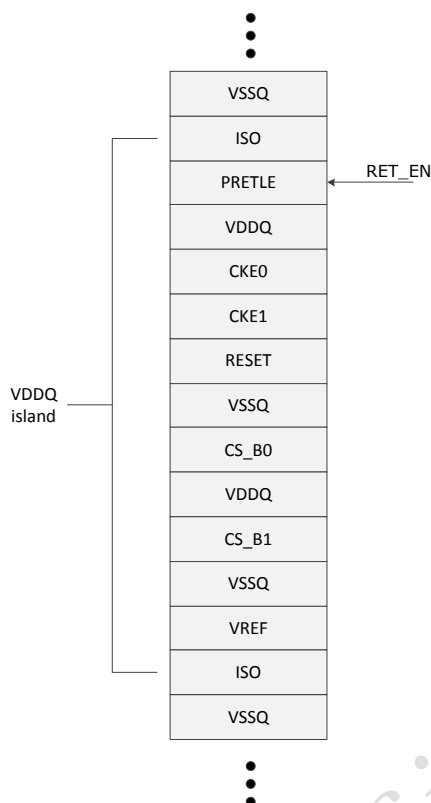 VSSQ
ISO
PRETLE
RET_EN
VDDQ
CKE0
CKE1
RESET
VDDQ
island
VSSQ
CS_B0
VDDQ
CS_B1
VSSQ
VREF
ISO
VSSQ